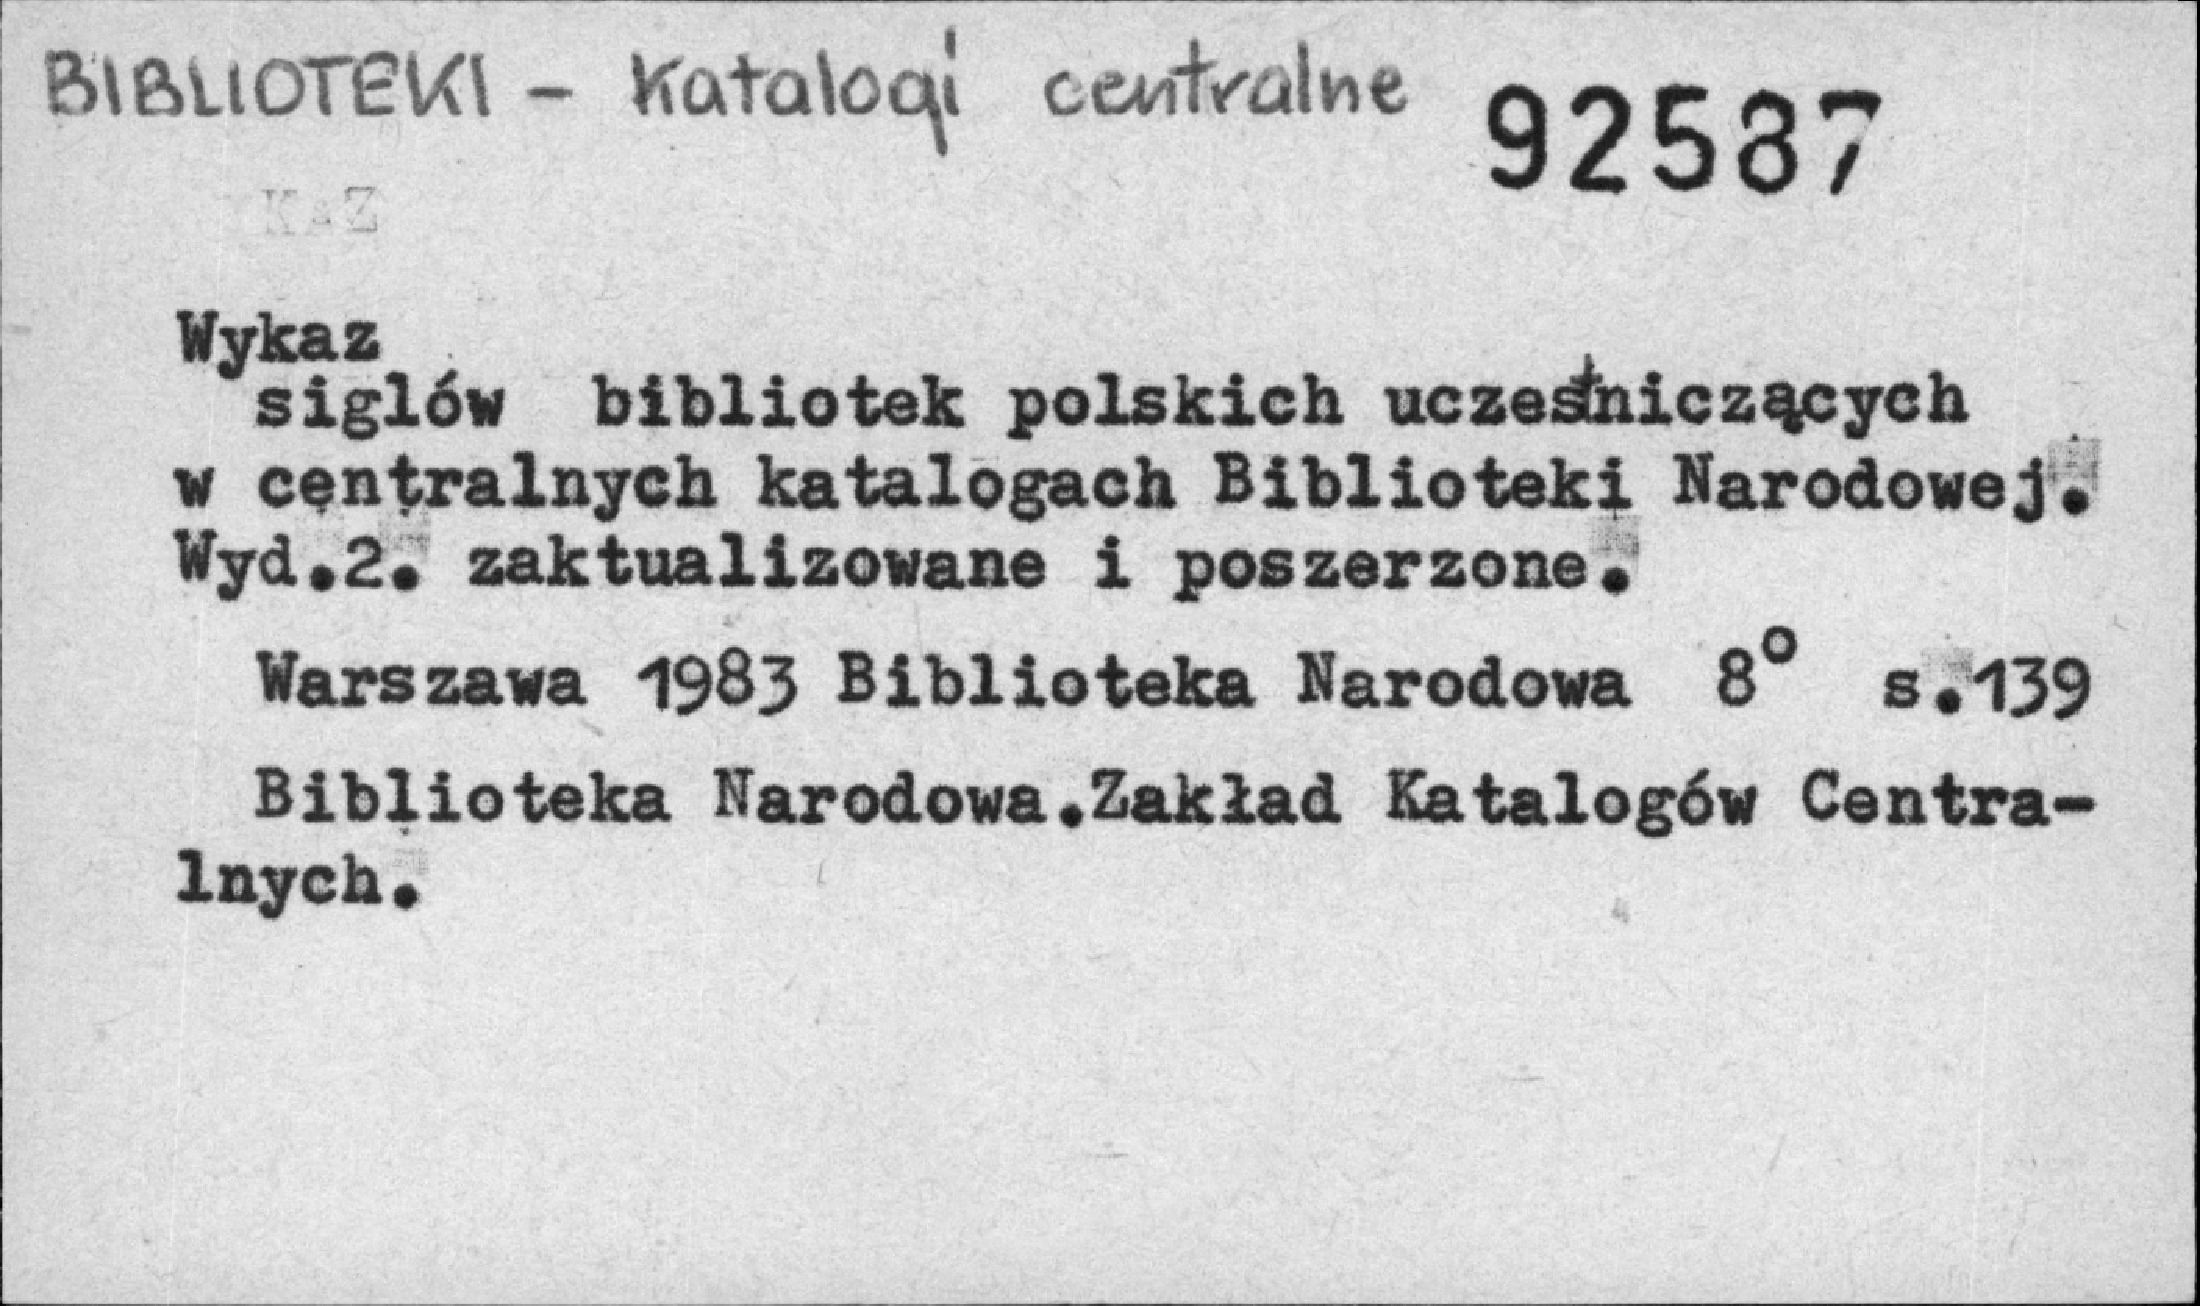 BIBLIOTEKI - Katalogi centralne 92587
Wykaz
siglów bibliotek polskich uczestniczących
w centralnych katalogach Biblioteki Narodowej.
Wyd.2. zaktualizowane i poszerzone.
Warszawa 1983 Biblioteka Narodowa 8° s.139
Biblioteka Narodowa.Zakład Katalogów Centra-
lnych.